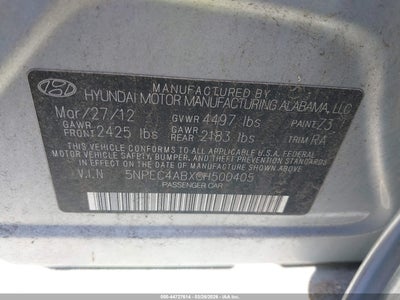 MANUFACTURED BY
HYUNDAI MOTOR MANUFACTURING ALABAMA, LLC
Mar/27/12 GVWR 4497 lbs PAINT Z3
GAWR FRONT 2425 lbs GAWR REAR 2183 lbs TRIM RA
THIS VEHICLE CONFORMS TO ALL APPLICABLE U.S.A. FEDERAL
MOTOR VEHICLE SAFETY, BUMPER, AND THEFT PREVENTION STANDARDS
IN EFFECT ON THE DATE OF MANUFACTURE SHOWN ABOVE.
V.I.N 5NPEC4ABXCH500405
PASSENGER CAR